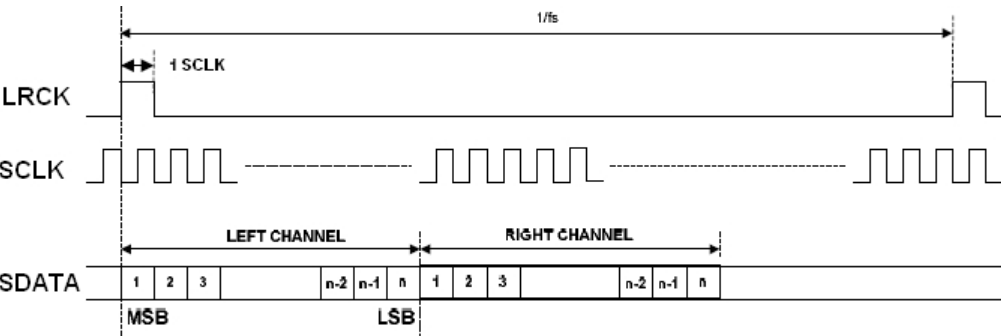 1/fs
1 SCLK
LRCK
SCLK
LEFT CHANNEL RIGHT CHANNEL
SDATA 1 2 3 n-2 n-1 n 1 2 3 n-2 n-1 n
MSB LSB